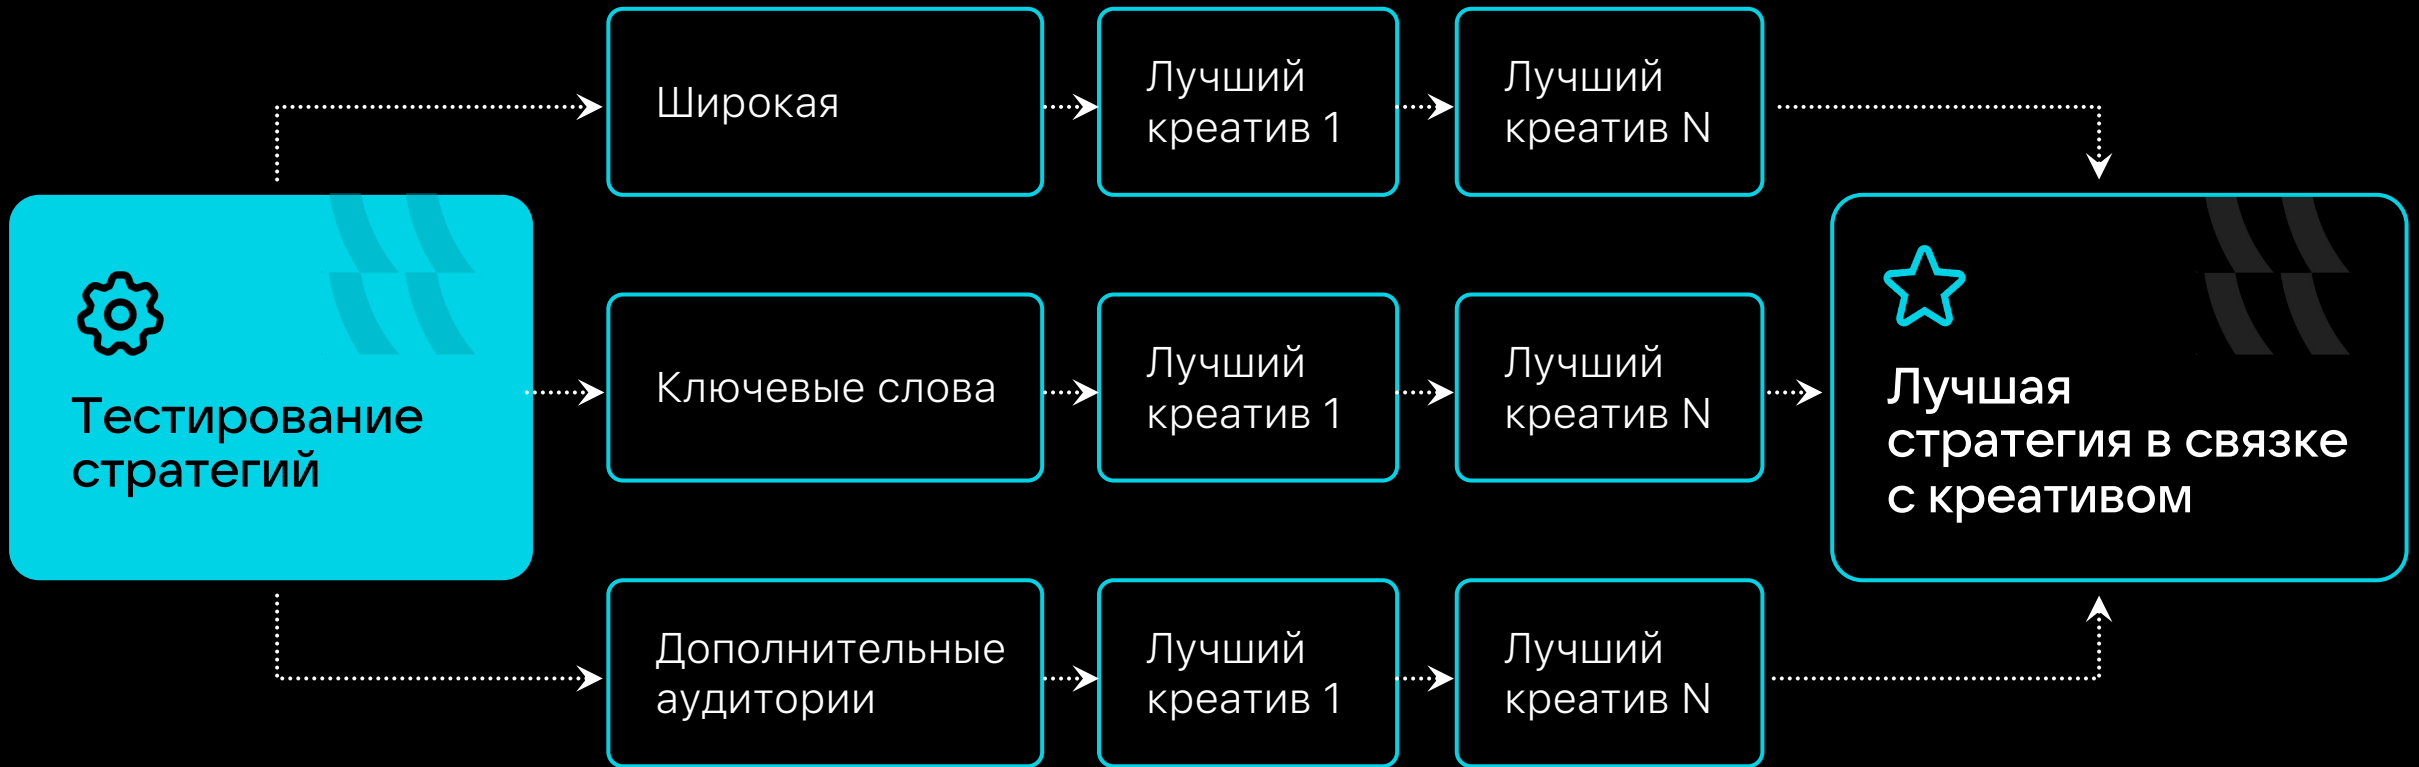 Тестирование
стратегий
Широкая
Лучший
креатив 1
Лучший
креатив N
Ключевые слова
Лучший
креатив 1
Лучший
креатив N
Дополнительные
аудитории
Лучший
креатив 1
Лучший
креатив N
Лучшая
стратегия в связке
с креативом